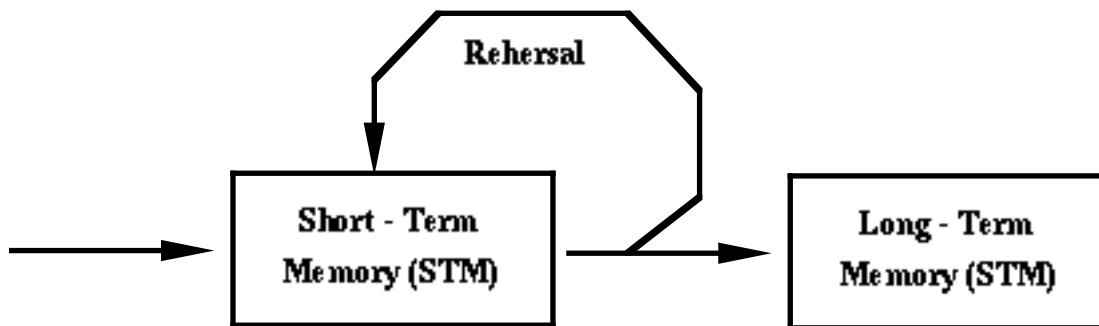 Rehersal
Short - Term
Memory (STM)
Long - Term
Memory (STM)